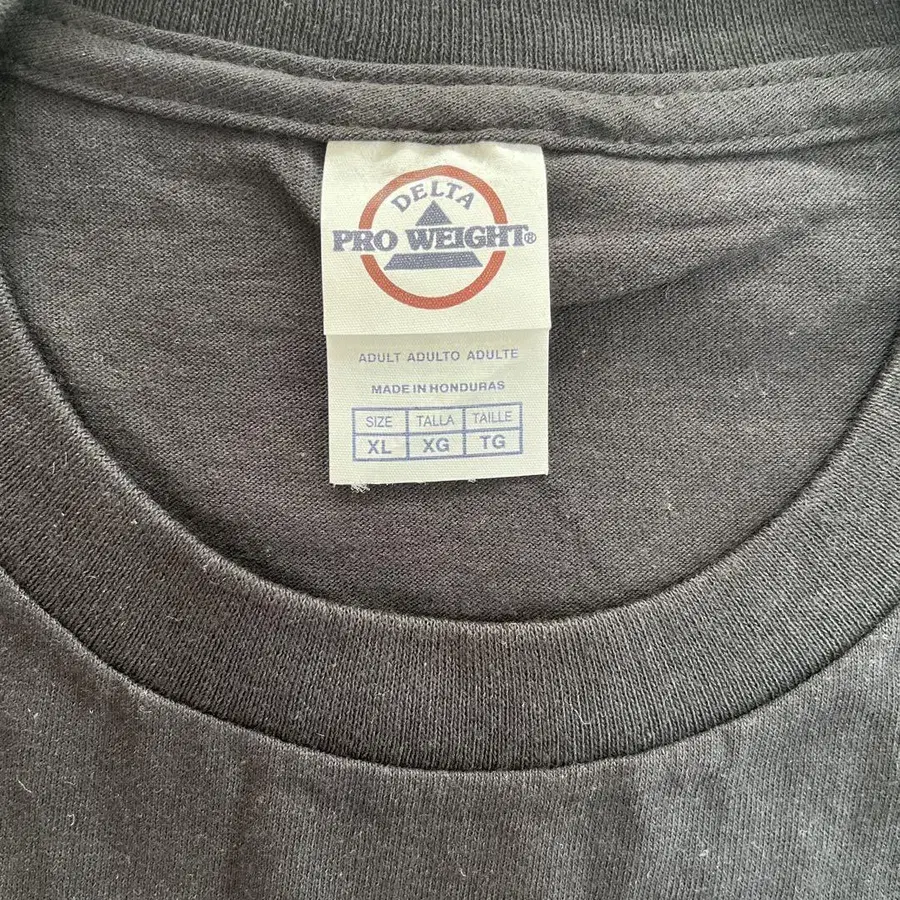 DELTA
PRO WEIGHT®
ADULT ADULTO ADULTE
MADE IN HONDURAS
SIZE TALLA TAILLE
XL XG TG